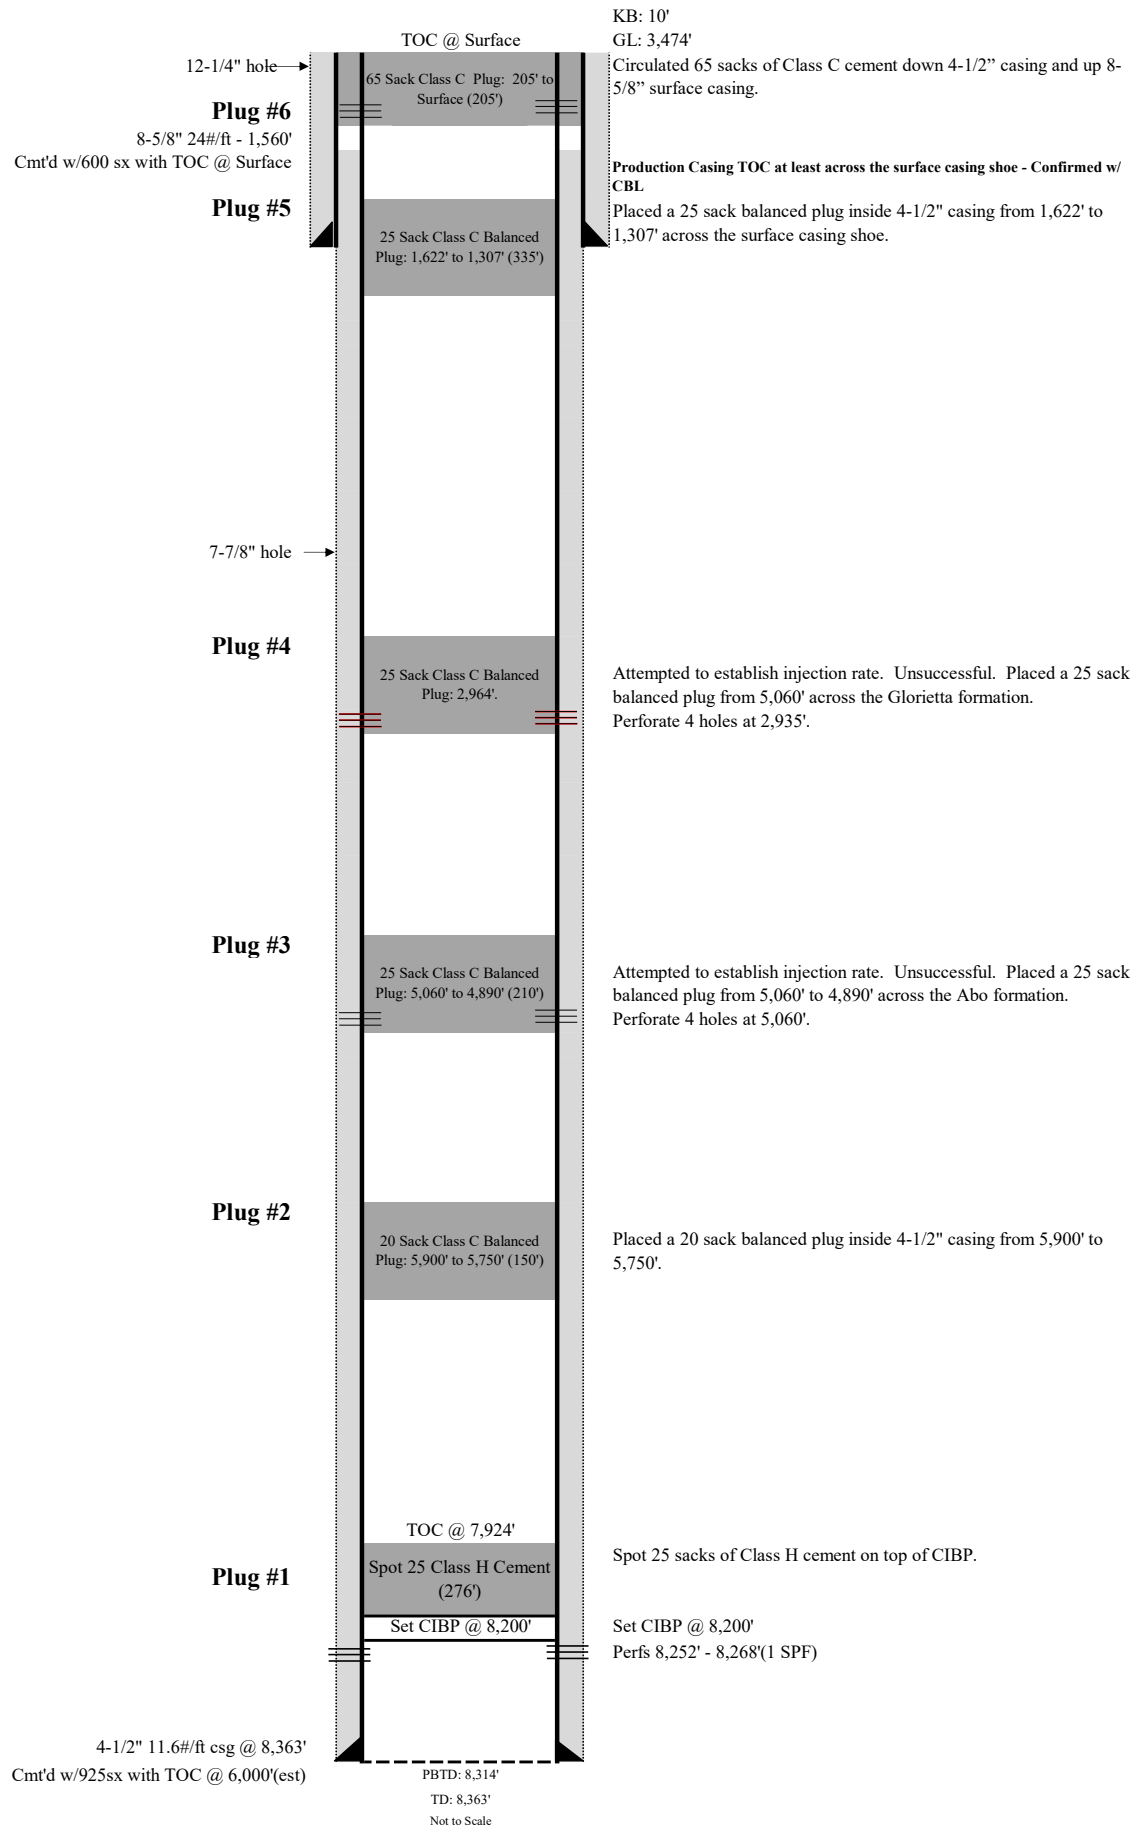 KB: 10'
TOC @ Surface
GL: 3,474'
12-1/4" hole
65 Sack Class C  Plug:  205' to
Surface (205')
Circulated 65 sacks of Class C cement down 4-1/2” casing and up 8-
5/8” surface casing.
Plug #6
8-5/8" 24#/ft - 1,560'
Cmt'd w/600 sx with TOC @ Surface
Production Casing TOC at least across the surface casing shoe - Confirmed w/
CBL
Plug #5
25 Sack Class C Balanced
Plug: 1,622' to 1,307' (335')
Placed a 25 sack balanced plug inside 4-1/2" casing from 1,622' to
1,307' across the surface casing shoe.
7-7/8" hole
Plug #4
25 Sack Class C Balanced
Plug: 2,964'.
Attempted to establish injection rate.  Unsuccessful.  Placed a 25 sack
balanced plug from 5,060' across the Glorietta formation.
Perforate 4 holes at 2,935'.
Plug #3
25 Sack Class C Balanced
Plug: 5,060' to 4,890' (210')
Attempted to establish injection rate.  Unsuccessful.  Placed a 25 sack
balanced plug from 5,060' to 4,890' across the Abo formation.
Perforate 4 holes at 5,060'.
Plug #2
20 Sack Class C Balanced
Plug: 5,900' to 5,750' (150')
Placed a 20 sack balanced plug inside 4-1/2" casing from 5,900' to
5,750'.
TOC @ 7,924'
Plug #1
Spot 25 Class H Cement
(276')
Spot 25 sacks of Class H cement on top of CIBP.
Set CIBP @ 8,200'
Set CIBP @ 8,200'
Perfs 8,252' - 8,268'(1 SPF)
4-1/2" 11.6#/ft csg @ 8,363'
Cmt'd w/925sx with TOC @ 6,000'(est)
PBTD: 8,314'
TD: 8,363'
Not to Scale